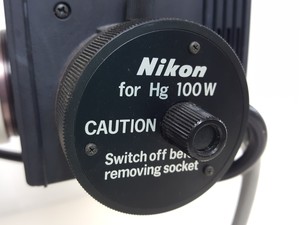 Nikon
for Hg 100W
CAUTION
Switch off
removing socket